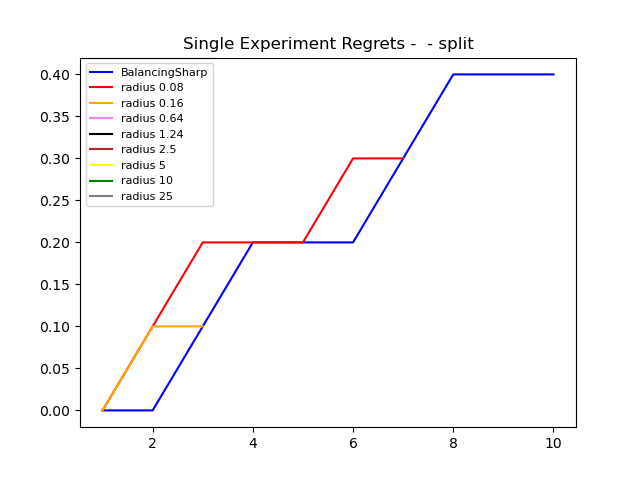 Single Experiment Regrets -  - split
0.40
0.35
0.30
0.25
0.20
0.15
0.10
0.05
0.00
BalancingSharp
radius 0.08
radius 0.16
radius 0.64
radius 1.24
radius 2.5
radius 5
radius 10
radius 25
2 4 6 8 10